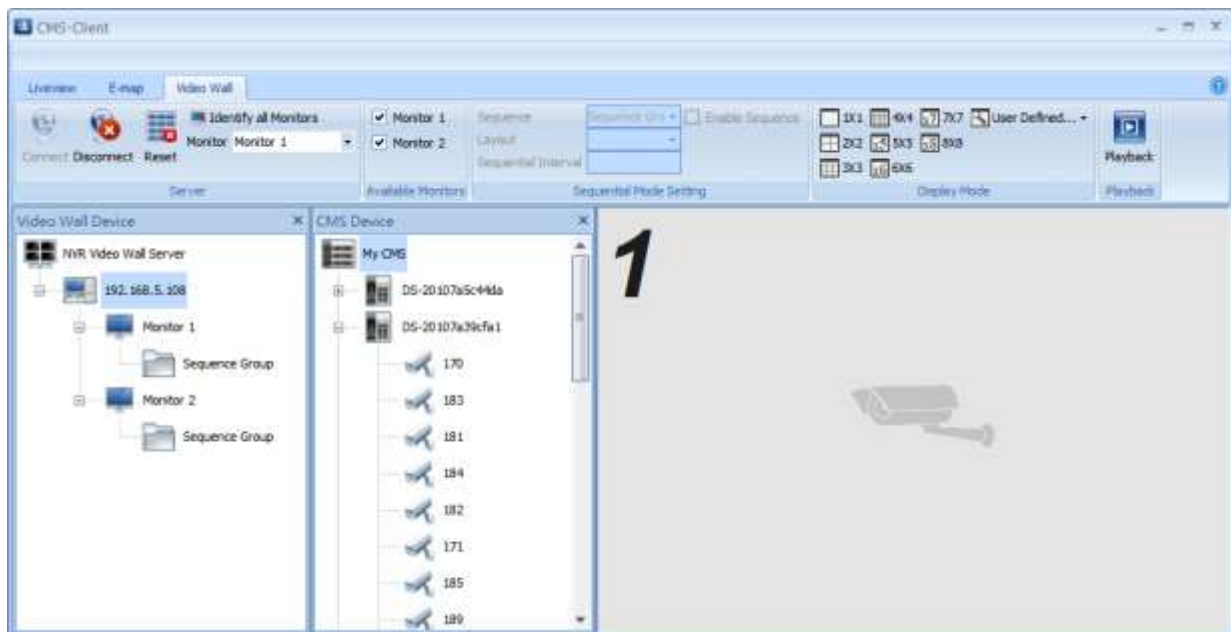 CMS-Client
Liveview E-map Video Wall
Connect Disconnect Reset
Identify all Monitors
Monitor Monitor 1
Server
Monitor 1
Monitor 2
Available Monitors
Sequence Enable Sequence
Layout
Sequential Interval
Sequential Mode Setting
1X1 4X4 7X7 User Defined...
2X2 5X5 8X8
3X3 6X6
Display Mode
Playback
Playback
Video Wall Device
NVR Video Wall Server
192.168.5.108
Monitor 1
Sequence Group
Monitor 2
Sequence Group
CMS Device
My CMS
DS-20107a5c44da
DS-20107a39cfa1
170
183
181
184
182
171
185
189
1